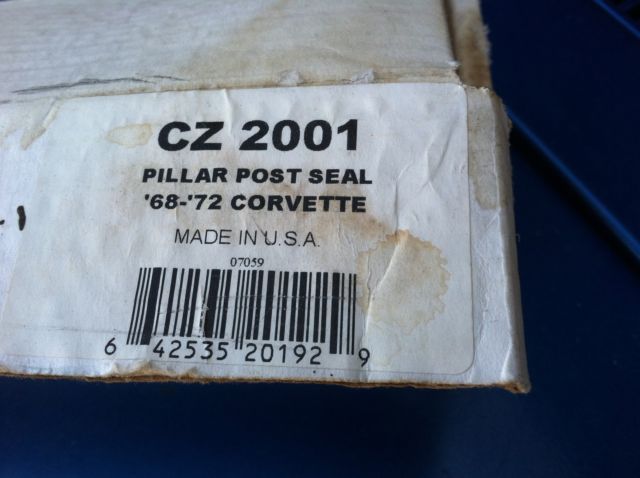 CZ 2001
PILLAR POST SEAL
'68-'72 CORVETTE
MADE IN U.S.A.
07059
6 42535 20192 9